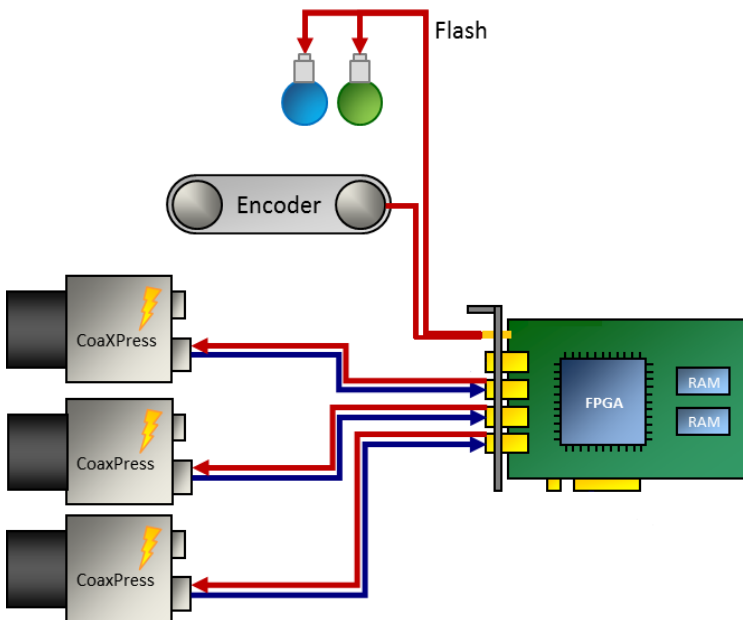 Flash
Encoder
CoaXPress
FPGA
RAM
RAM
CoaxPress
CoaxPress